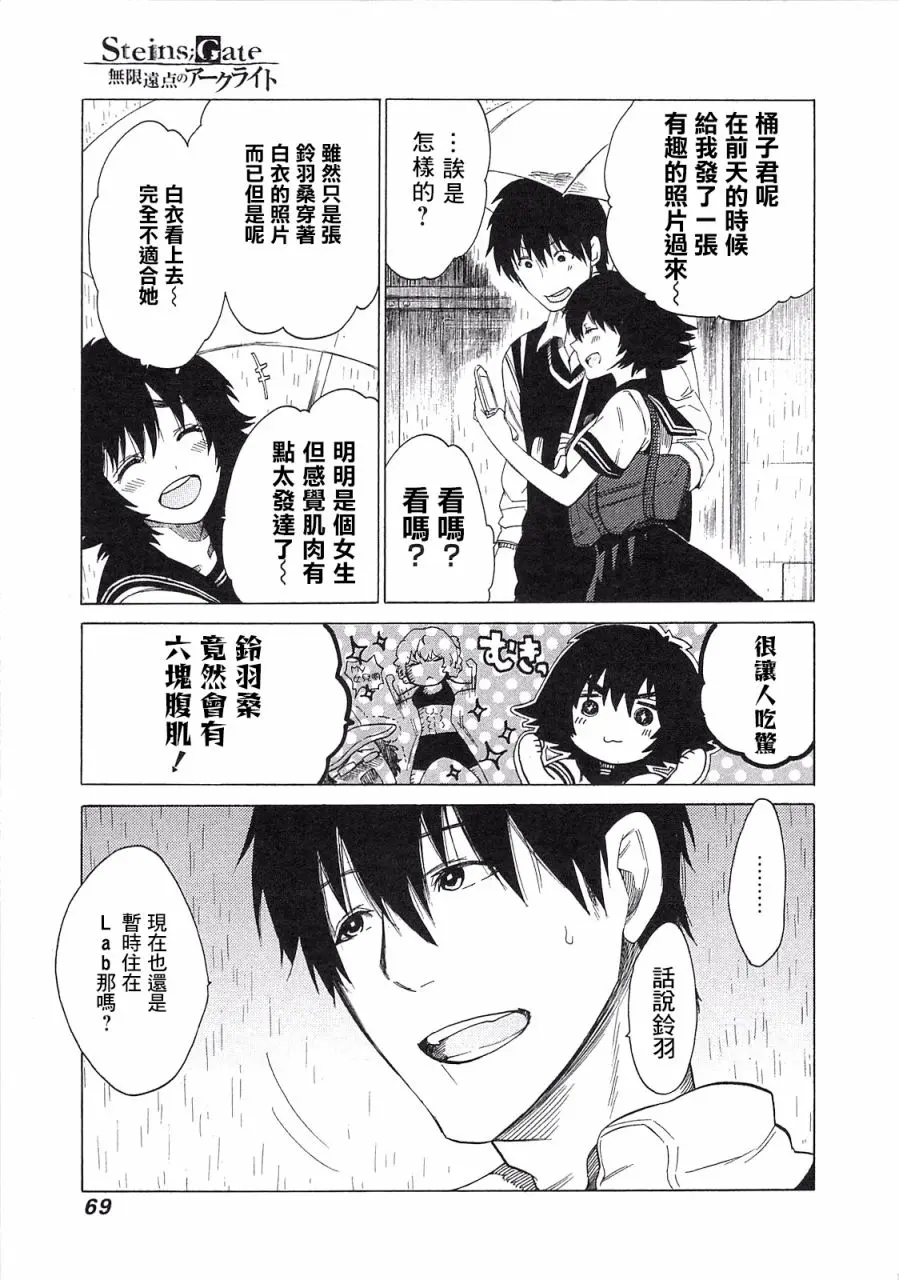 Steins;Gate
無限遠点のアークライト
桶子君呢
在前天的時候
給我發了一張
有趣的照片過來～
…誒是
怎樣的？
看嗎？
看嗎？
雖然只是張
鈴羽桑穿著
白衣的照片
而已但是呢
白衣看上去～
完全不適合她
明明是個女生
但感覺肌肉有
點太發達了～
很讓人吃驚
むきっ
鈴羽桑
竟然會有
六塊腹肌！
………
話說鈴羽
現在也還是
暫時住在
Lab那嗎？
69